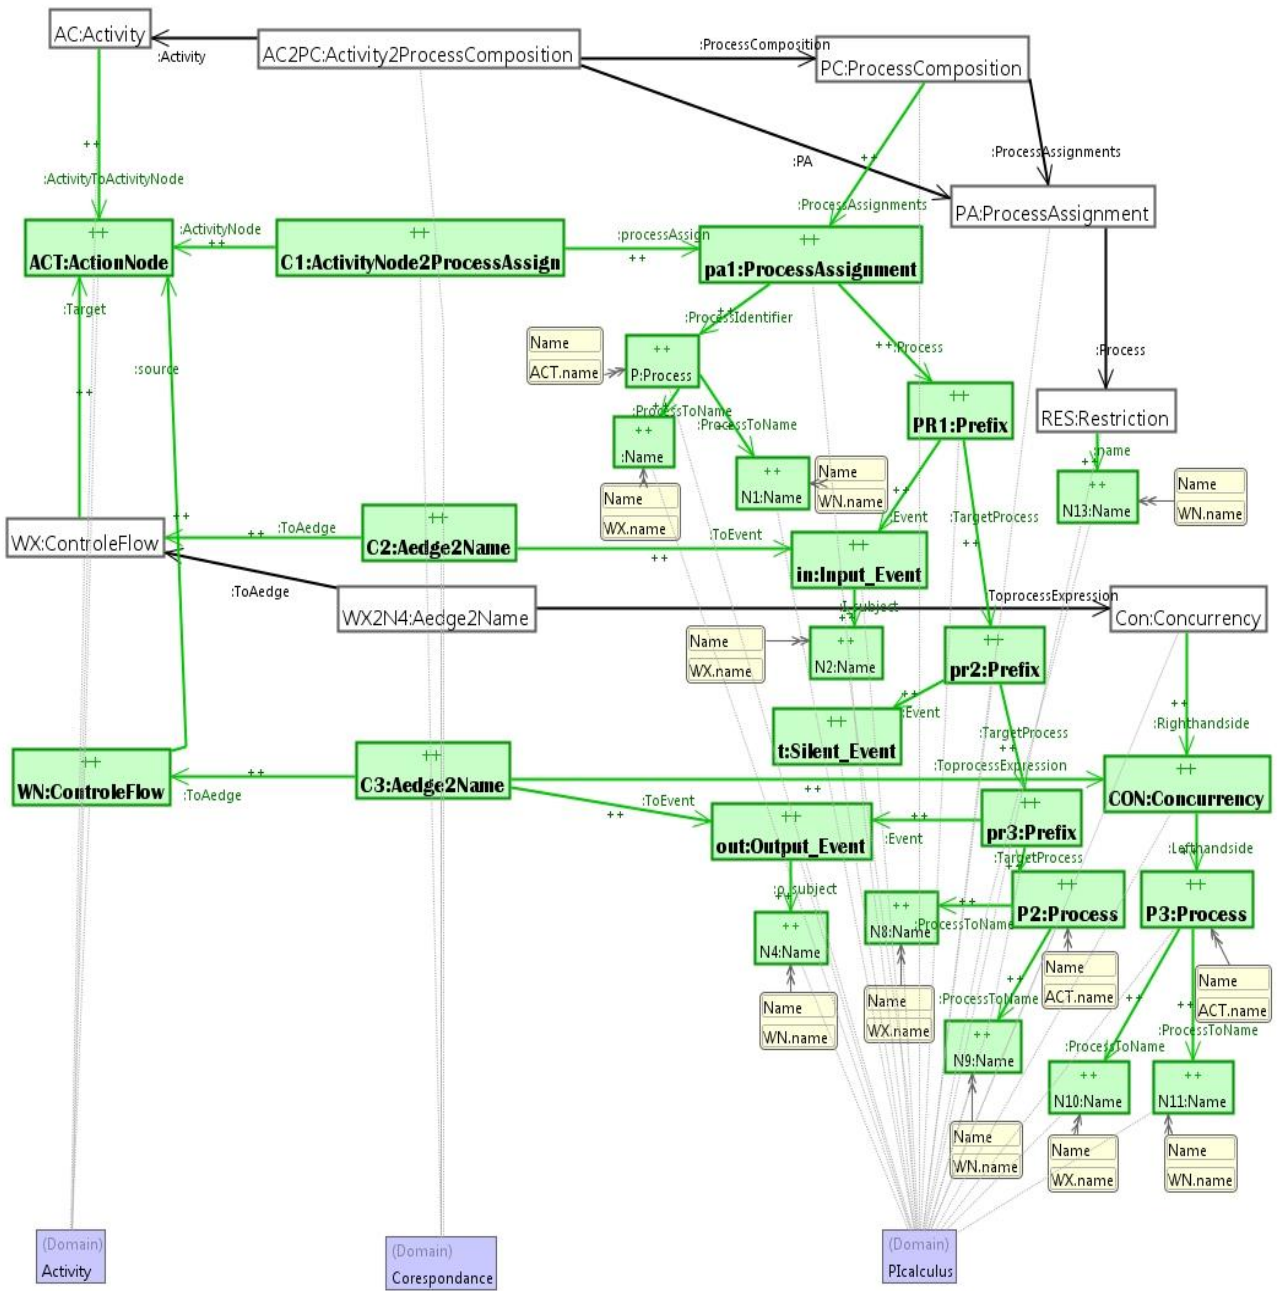 AC:Activity
:Activity
AC2PC:Activity2ProcessComposition
:ProcessComposition
PC:ProcessComposition
++
:ActivityToActivityNode
:PA
++
:ProcessAssignments
:ProcessAssignments
PA:ProcessAssignment
++
ACT:ActionNode
:ActivityNode
++
++
C1:ActivityNode2ProcessAssign
:processAssign
++
++
pa1:ProcessAssignment
:Target
++
:source
++
++
:ProcessIdentifier
++
:Process
:Process
Name
ACT.name
++
P:Process
++
PR1:Prefix
RES:Restriction
++
:ProcessToName
:ProcessToName
++
++
:Name
Name
WX.name
++
N1:Name
Name
WN.name
:name
++
++
N13:Name
Name
WN.name
++
:Event
:TargetProcess
++
WX:ControleFlow
++
:ToAedge
++
C2:Aedge2Name
:ToEvent
++
++
in:Input_Event
:ToAedge
WX2N4:Aedge2Name
ToprocessExpression
Con:Concurrency
:I_subject
++
Name
WX.name
++
N2:Name
++
pr2:Prefix
++
:Event
++
t:Silent_Event
:TargetProcess
++
++
:Righthandside
++
WN:ControleFlow
++
:ToAedge
++
C3:Aedge2Name
ToprocessExpression
++
++
CON:Concurrency
:ToEvent
++
++
out:Output_Event
++
:Event
++
pr3:Prefix
:TargetProcess
++
:Lefthandside
++
:o_subject
++
++
N4:Name
Name
WN.name
++
N8:Name
++
:ProcessToName
Name
WX.name
++
P2:Process
++
P3:Process
Name
ACT.name
Name
ACT.name
++
:ProcessToName
++
N9:Name
Name
WN.name
++
:ProcessToName
++
:ProcessToName
++
N10:Name
Name
WX.name
++
N11:Name
Name
WN.name
(Domain)
Activity
(Domain)
Corespondance
(Domain)
PIcalculus